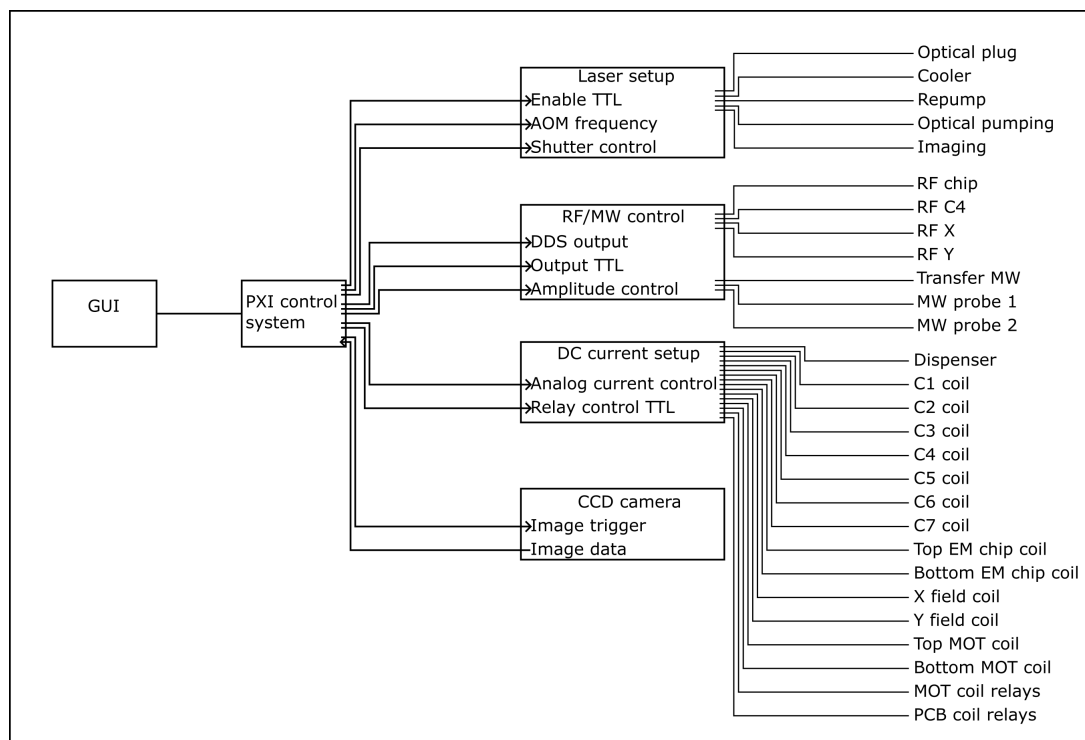 GUI
PXI control
system
Laser setup
Enable TTL
AOM frequency
Shutter control
RF/MW control
DDS output
Output TTL
Amplitude control
DC current setup
Analog current control
Relay control TTL
CCD camera
Image trigger
Image data
Optical plug
Cooler
Repump
Optical pumping
Imaging
RF chip
RF C4
RF X
RF Y
Transfer MW
MW probe 1
MW probe 2
Dispenser
C1 coil
C2 coil
C3 coil
C4 coil
C5 coil
C6 coil
C7 coil
Top EM chip coil
Bottom EM chip coil
X field coil
Y field coil
Top MOT coil
Bottom MOT coil
MOT coil relays
PCB coil relays